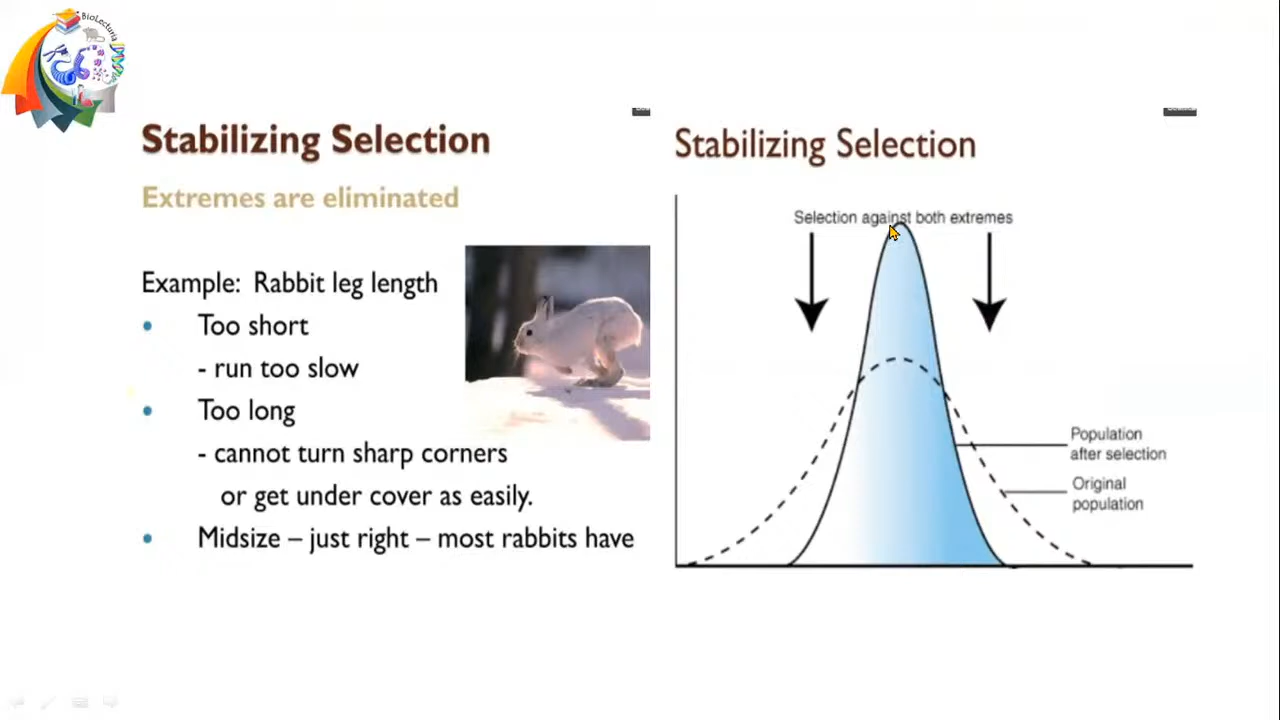 BioLectura
Stabilizing Selection
Extremes are eliminated
Example: Rabbit leg length
• Too short
- run too slow
• Too long
- cannot turn sharp corners
or get under cover as easily.
• Midsize – just right – most rabbits have
Stabilizing Selection
Selection against both extremes
Population
after selection
Original
population